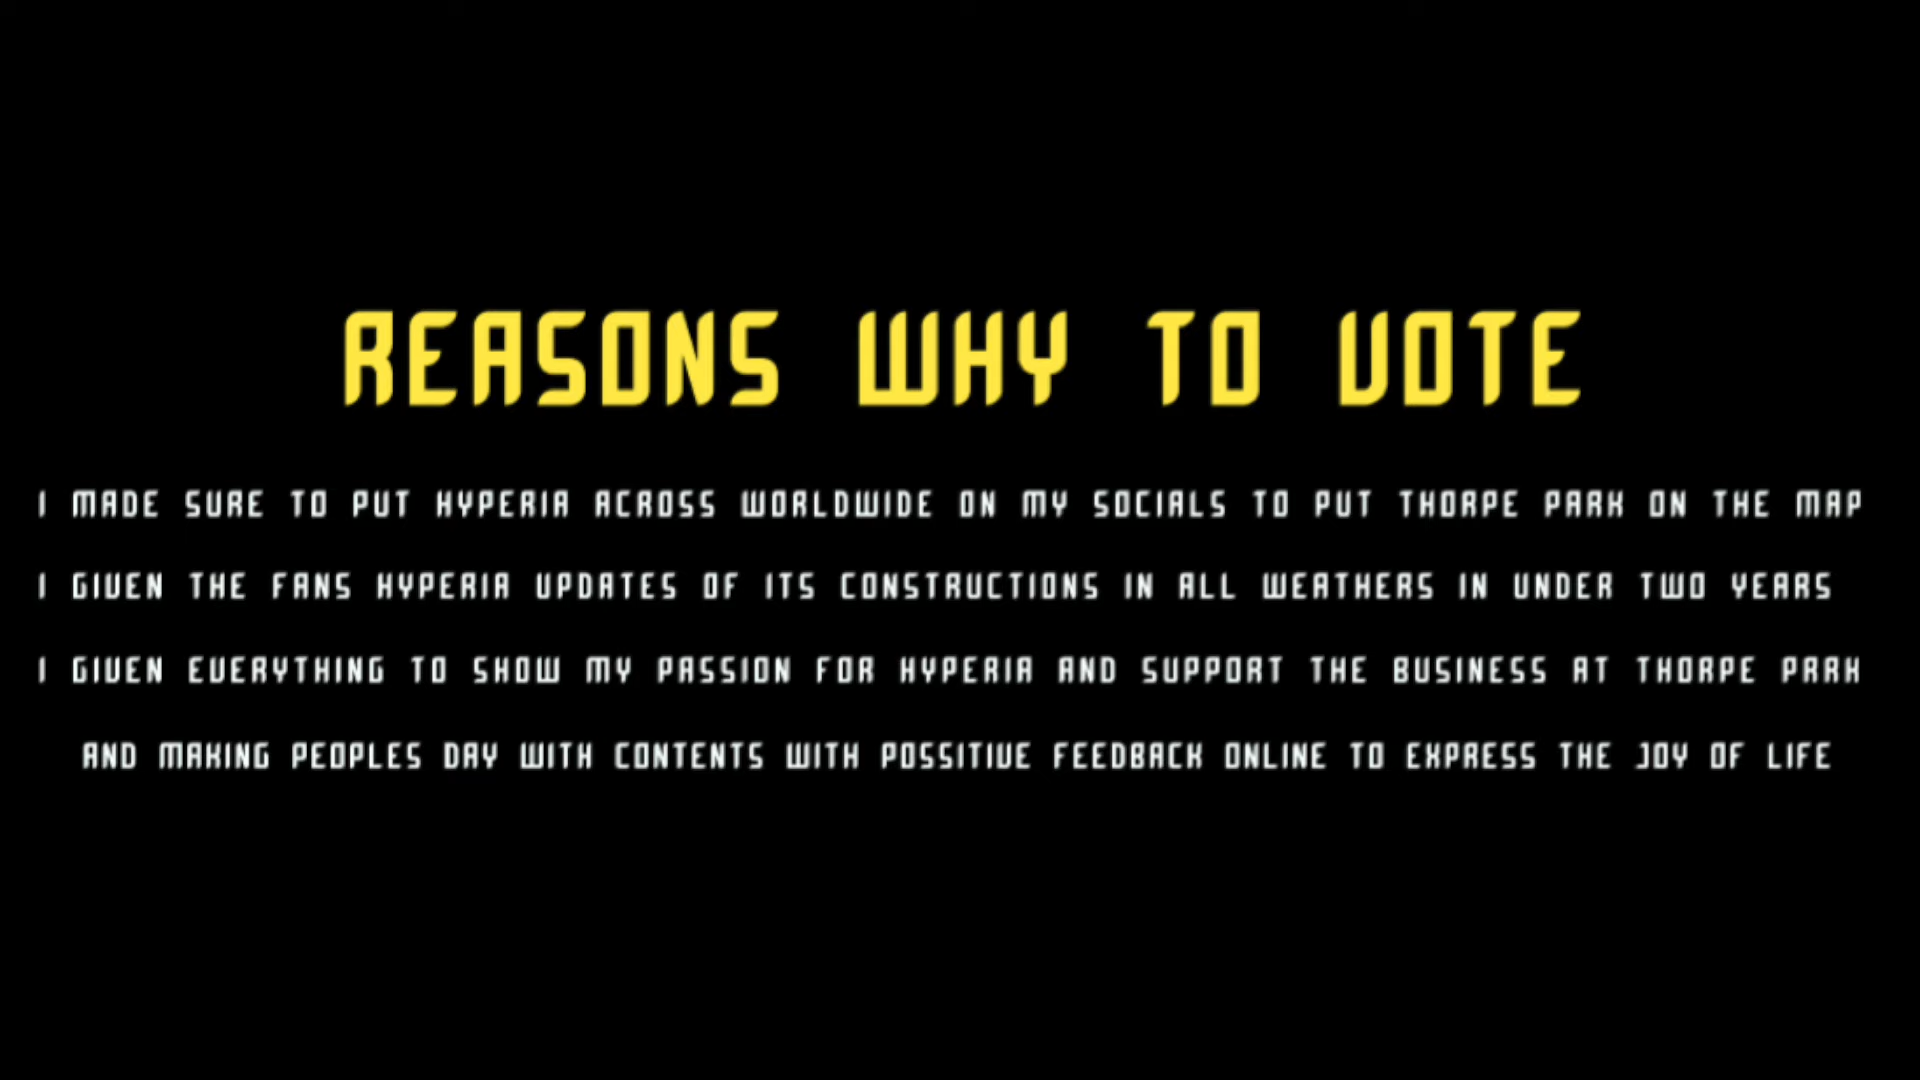 REASONS WHY TO VOTE
I MADE SURE TO PUT HYPERIA ACROSS WORLDWIDE ON MY SOCIALS TO PUT THORPE PARK ON THE MAP
I GIVEN THE FANS HYPERIA UPDATES OF ITS CONSTRUCTIONS IN ALL WEATHERS IN UNDER TWO YEARS
I GIVEN EVERYTHING TO SHOW MY PASSION FOR HYPERIA AND SUPPORT THE BUSINESS AT THORPE PARK
AND MAKING PEOPLES DAY WITH CONTENTS WITH POSSITIVE FEEDBACK ONLINE TO EXPRESS THE JOY OF LIFE